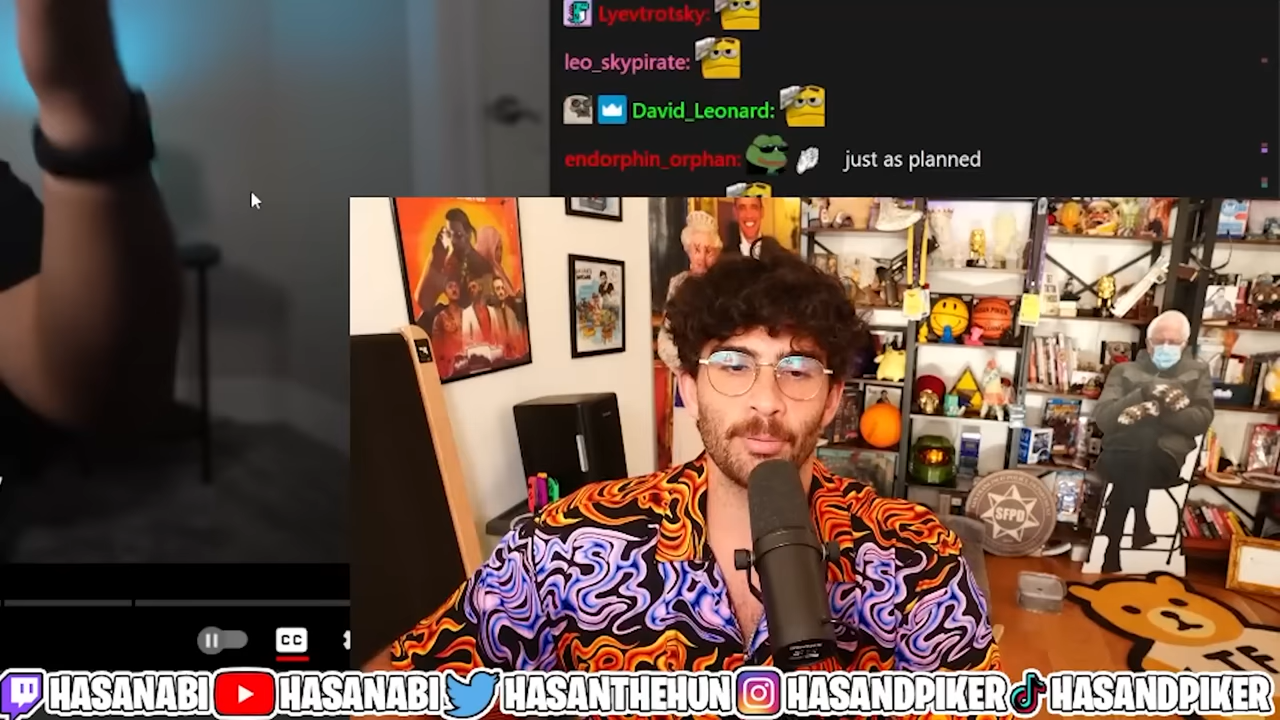 Lyevtrotsky:
leo_skypirate:
David_Leonard:
endorphin_orphan: just as planned
SFPD
CC
HASANABI HASANABI HASANTHEHUN HASANDPIKER HASANDPIKER